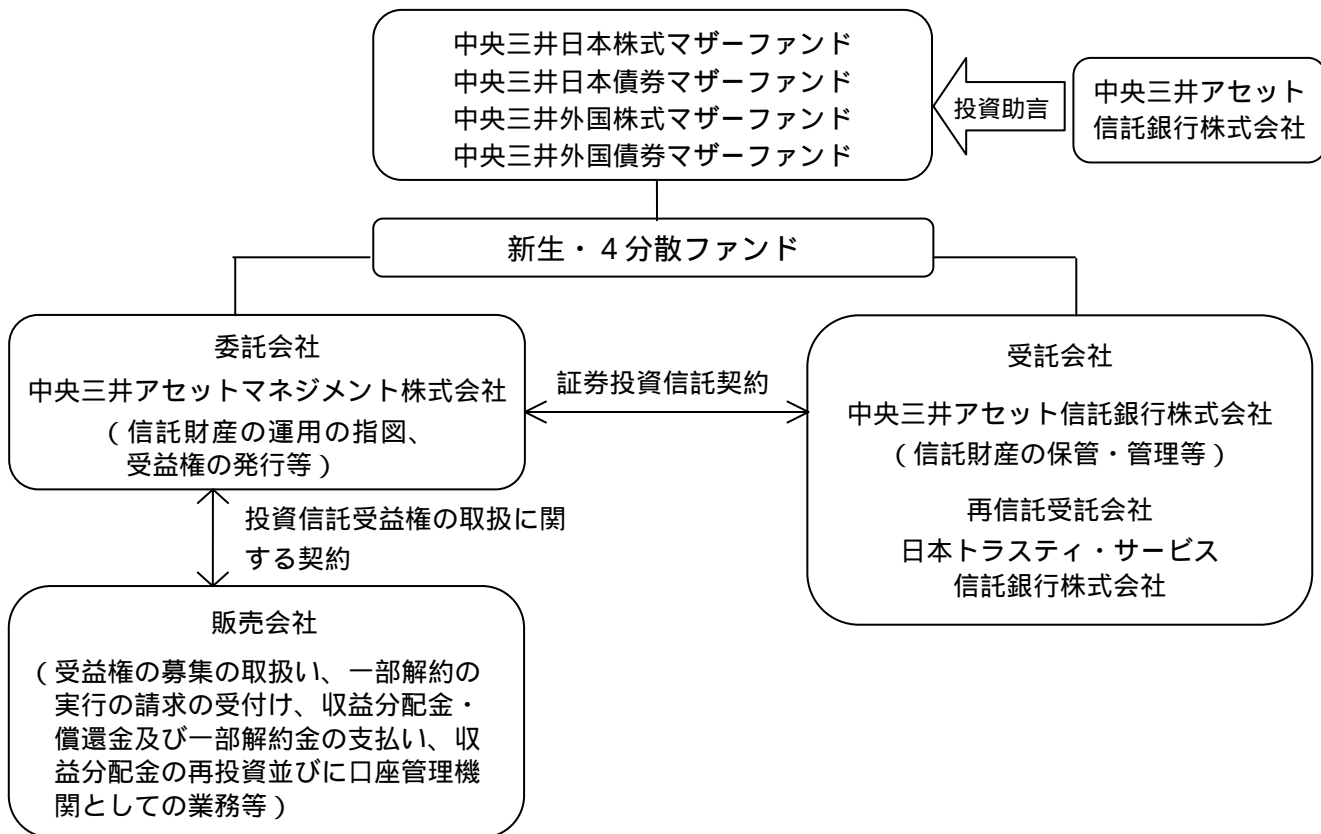 中央三井日本株式マザーファンド
中央三井日本債券マザーファンド
中央三井外国株式マザーファンド
中央三井外国債券マザーファンド
投資助言
中央三井アセット
信託銀行株式会社
新生・４分散ファンド
委託会社
中央三井アセットマネジメント株式会社
（信託財産の運用の指図、
受益権の発行等）
証券投資信託契約
受託会社
中央三井アセット信託銀行株式会社
（信託財産の保管・管理等）
再信託受託会社
日本トラスティ・サービス
信託銀行株式会社
投資信託受益権の取扱に関
する契約
販売会社
（受益権の募集の取扱い、一部解約の
実行の請求の受付け、収益分配金・
償還金及び一部解約金の支払い、収
益分配金の再投資並びに口座管理機
関としての業務等）